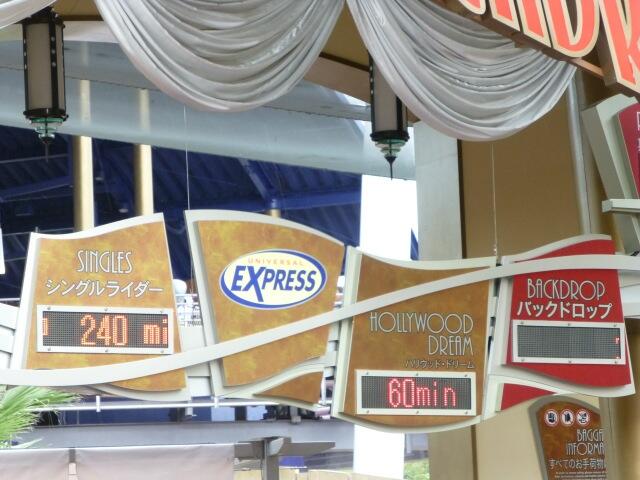 SINGLES
シングルライダー
240 mi
UNIVERSAL
EXPRESS
HOLLYWOOD
DREAM
ハリウッド・ドリーム
60min
BACKDROP
バックドロップ
BAGGA
INFORMA
すべてのお手荷物